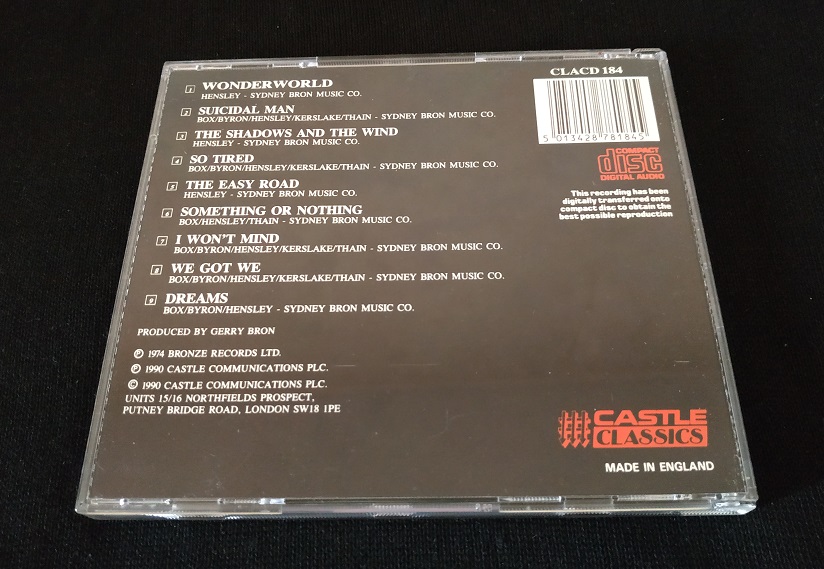 1 WONDERWORLD
HENSLEY - SYDNEY BRON MUSIC CO.
2 SUICIDAL MAN
BOX/BYRON/HENSLEY/KERSLAKE/THAIN - SYDNEY BRON MUSIC CO.
3 THE SHADOWS AND THE WIND
HENSLEY - SYDNEY BRON MUSIC CO.
4 SO TIRED
BOX/BYRON/HENSLEY/KERSLAKE/THAIN - SYDNEY BRON MUSIC CO.
5 THE EASY ROAD
HENSLEY - SYDNEY BRON MUSIC CO.
6 SOMETHING OR NOTHING
BOX/HENSLEY/THAIN - SYDNEY BRON MUSIC CO.
7 I WON'T MIND
BOX/BYRON/HENSLEY/KERSLAKE/THAIN - SYDNEY BRON MUSIC CO.
8 WE GOT WE
BOX/BYRON/HENSLEY/KERSLAKE/THAIN - SYDNEY BRON MUSIC CO.
9 DREAMS
BOX/BYRON/HENSLEY - SYDNEY BRON MUSIC CO.
PRODUCED BY GERRY BRON
℗ 1974 BRONZE RECORDS LTD.
℗ 1990 CASTLE COMMUNICATIONS PLC.
© 1990 CASTLE COMMUNICATIONS PLC.
UNITS 15/16 NORTHFIELDS PROSPECT,
PUTNEY BRIDGE ROAD, LONDON SW18 1PE
CLACD 184
5 013428 781845
COMPACT
disc
DIGITAL AUDIO
This recording has been
digitally transferred onto
compact disc to obtain the
best possible reproduction
CASTLE
CLASSICS
MADE IN ENGLAND